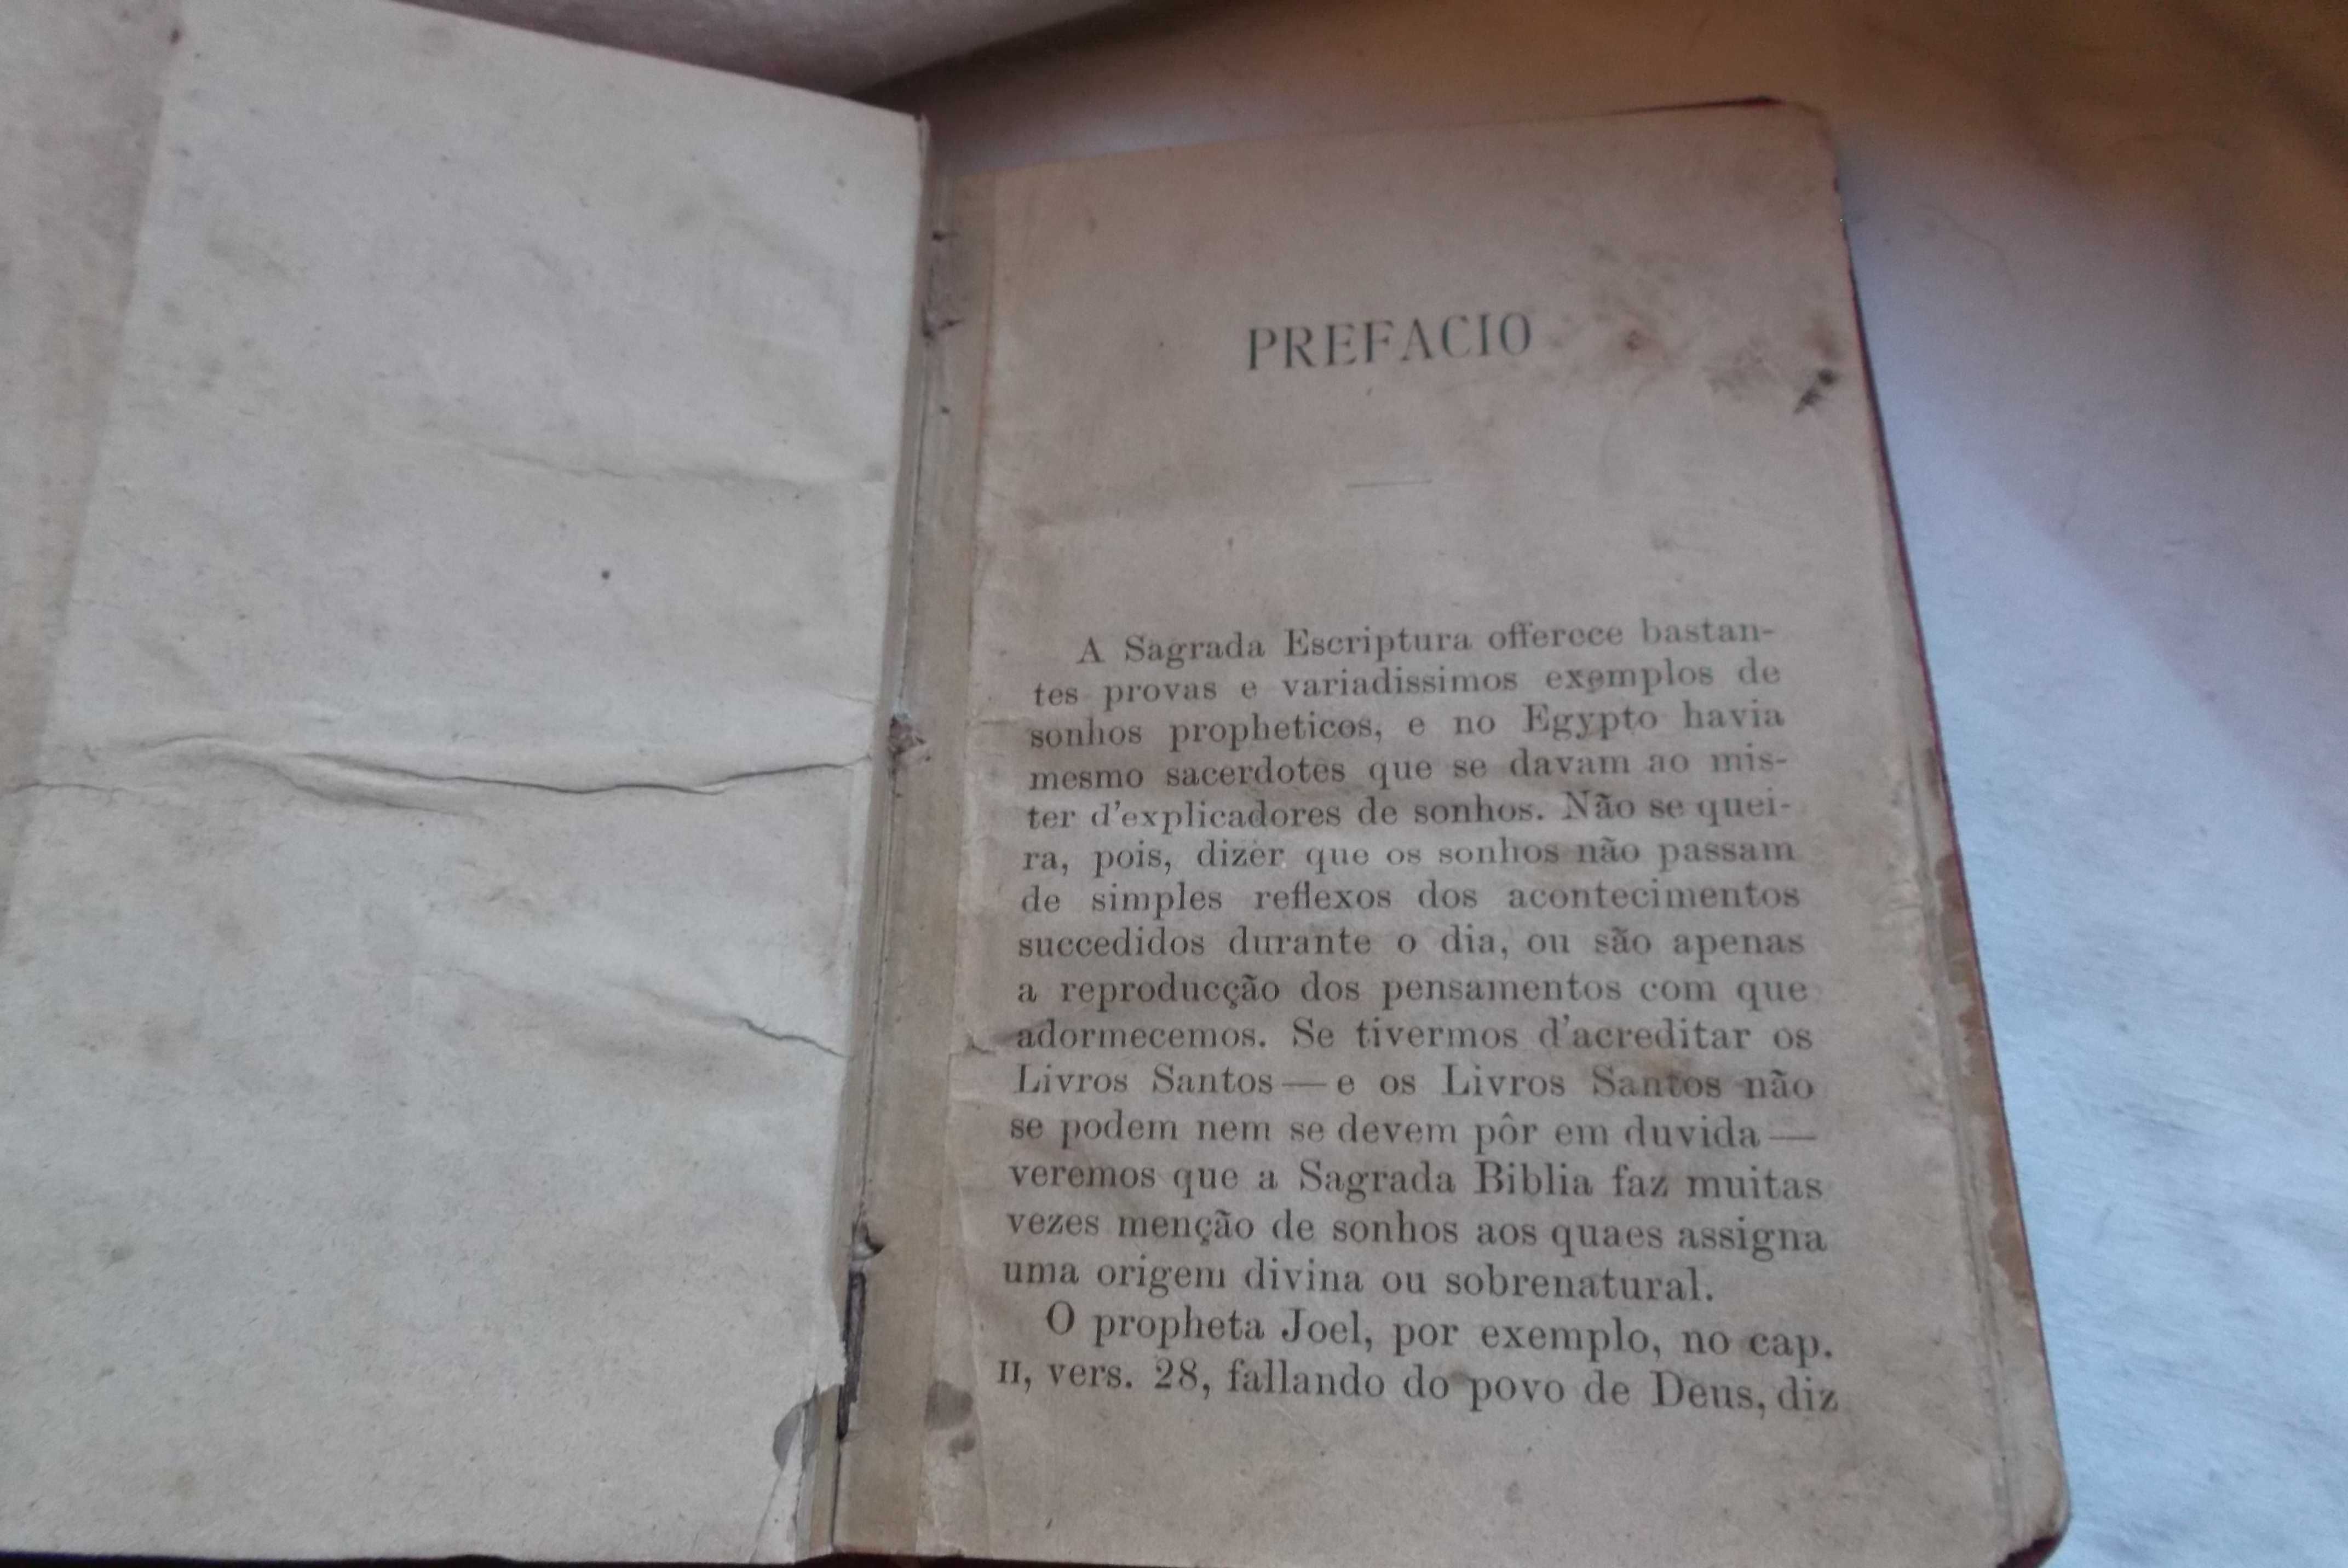 PREFACIO
A Sagrada Escriptura offerece bastan-
tes provas e variadissimos exemplos de
sonhos propheticos, e no Egypto havia
mesmo sacerdotes que se davam ao mis-
ter d'explicadores de sonhos. Não se quei-
ra, pois, dizer que os sonhos não passam
de simples reflexos dos acontecimentos
succedidos durante o dia, ou são apenas
a reproducção dos pensamentos com que
adormecemos. Se tivermos d'acreditar os
Livros Santos — e os Livros Santos não
se podem nem se devem pôr em duvida —
veremos que a Sagrada Biblia faz muitas
vezes menção de sonhos aos quaes assigna
uma origem divina ou sobrenatural.
O propheta Joel, por exemplo, no cap.
II, vers. 28, fallando do povo de Deus, diz